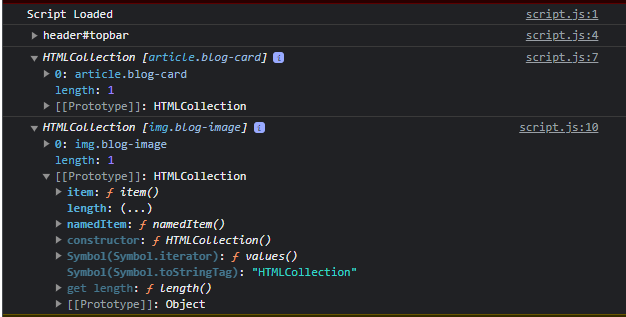 Script Loaded script.js:1
▶ header#topbar script.js:4
▼ HTMLCollection [article.blog-card] i script.js:7
▶ 0: article.blog-card
length: 1
▶ [[Prototype]]: HTMLCollection
▼ HTMLCollection [img.blog-image] i script.js:10
▶ 0: img.blog-image
length: 1
▼ [[Prototype]]: HTMLCollection
▶ item: ƒ item()
length: (...)
▶ namedItem: ƒ namedItem()
▶ constructor: ƒ HTMLCollection()
▶ Symbol(Symbol.iterator): ƒ values()
Symbol(Symbol.toStringTag): "HTMLCollection"
▶ get length: ƒ length()
▶ [[Prototype]]: Object